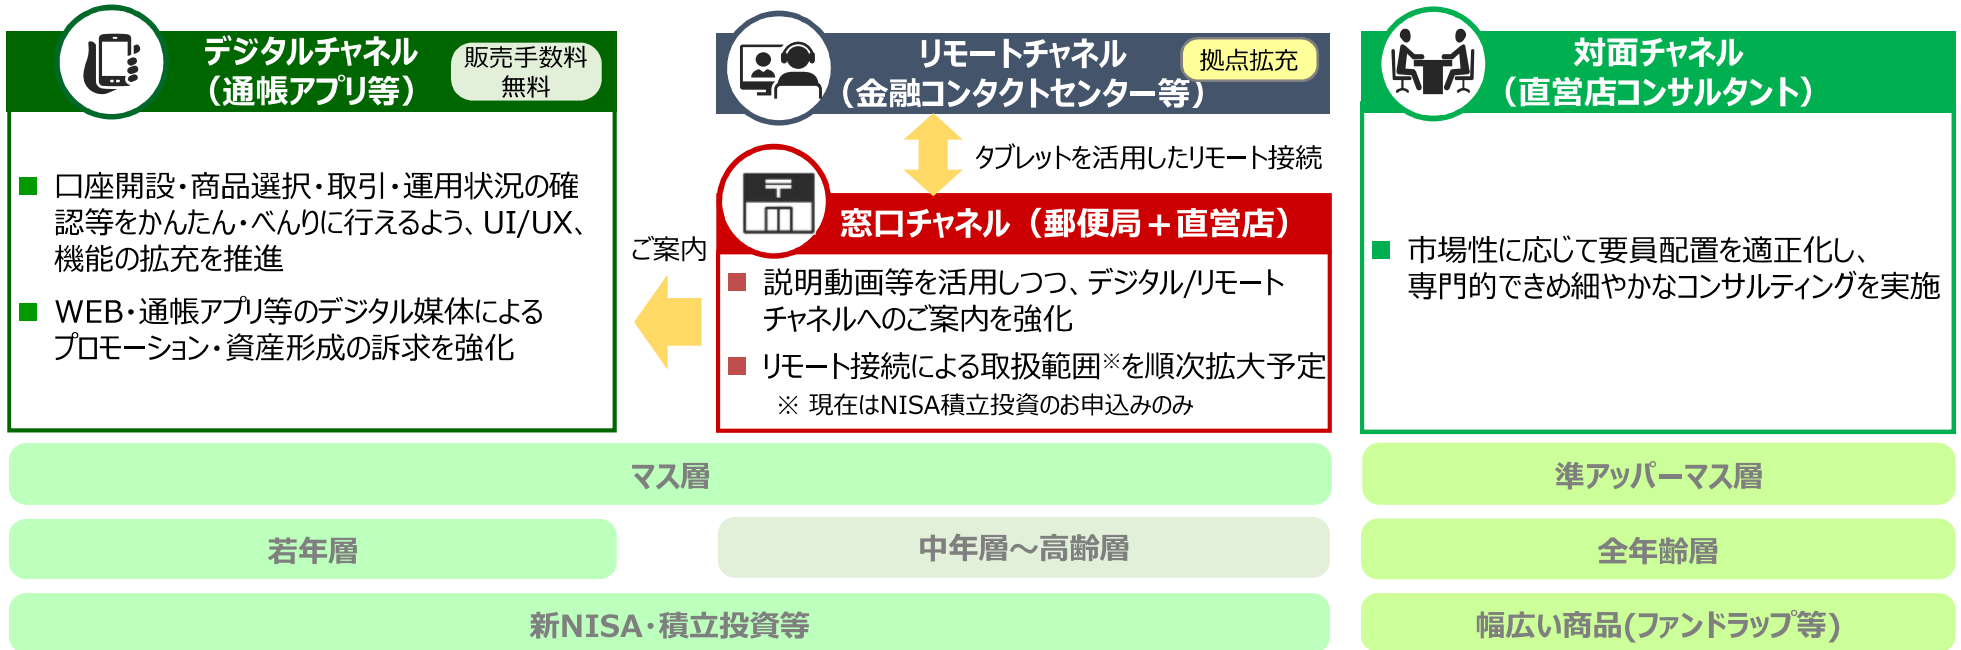 デジタルチャネル
（通帳アプリ等）
販売手数料
無料
口座開設・商品選択・取引・運用状況の確
認等をかんたん・べんりに行えるよう、UI/UX、
機能の拡充を推進
WEB・通帳アプリ等のデジタル媒体による
プロモーション・資産形成の訴求を強化
ご案内
リモートチャネル
（金融コンタクトセンター等）
拠点拡充
タブレットを活用したリモート接続
窓口チャネル（郵便局＋直営店）
説明動画等を活用しつつ、デジタル/リモート
チャネルへのご案内を強化
リモート接続による取扱範囲※を順次拡大予定
※ 現在はNISA積立投資のお申込みのみ
対面チャネル
（直営店コンサルタント）
市場性に応じて要員配置を適正化し、
専門的できめ細やかなコンサルティングを実施
マス層
準アッパーマス層
若年層
中年層～高齢層
全年齢層
新NISA・積立投資等
幅広い商品(ファンドラップ等)